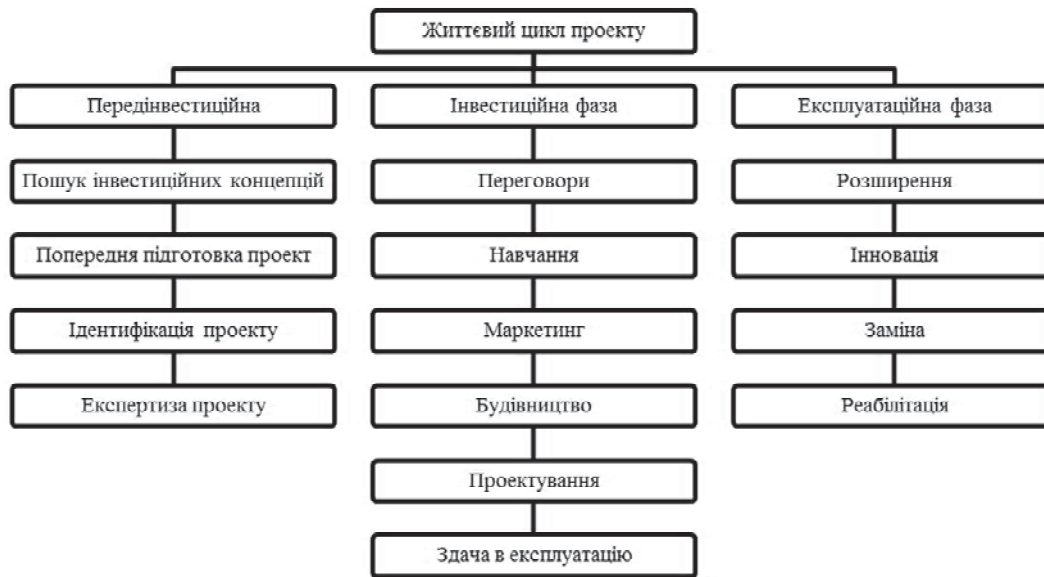 Життєвий цикл проекту
Передінвестиційна
Пошук інвестиційних концепцій
Попередня підготовка проект
Ідентифікація проекту
Експертиза проекту
Інвестиційна фаза
Переговори
Навчання
Маркетинг
Будівництво
Проектування
Здача в експлуатацію
Експлуатаційна фаза
Розширення
Інновація
Заміна
Реабілітація